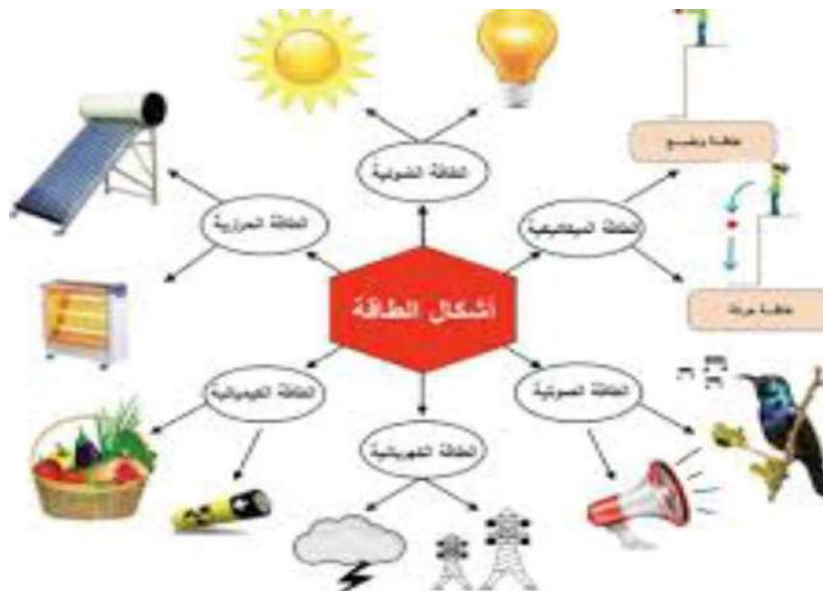 الطاقة الضوئية
طاقة وضع
الطاقة الحرارية
الطاقة الميكانيكية
أشكال الطاقة
طاقة حركة
الطاقة الكيميائية
الطاقة الصوتية
الطاقة الكهربائية